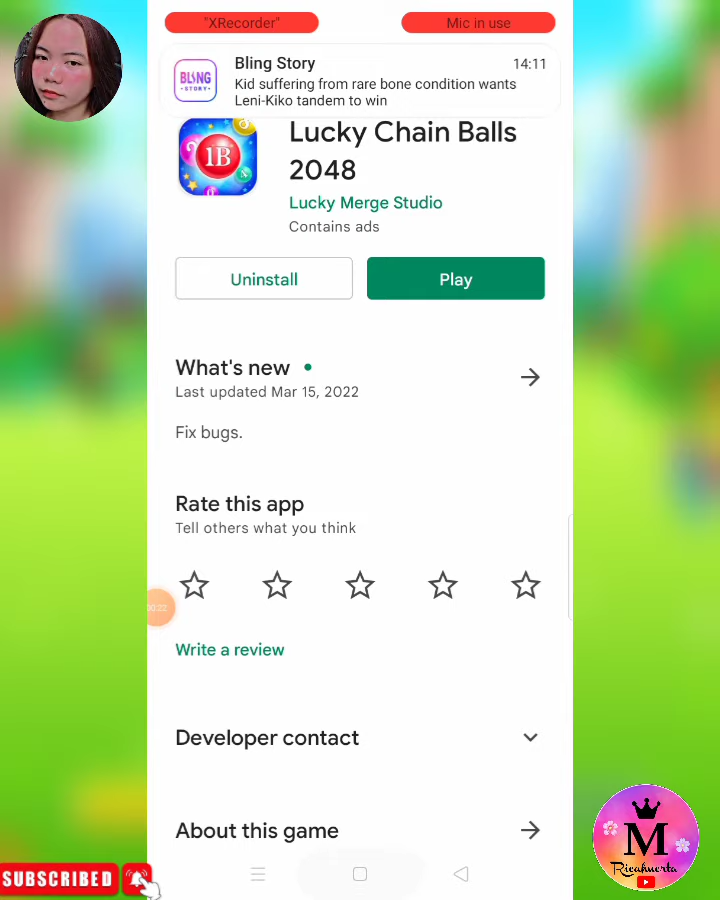 "XRecorder"
Mic in use
BLING
STORY
Bling Story
14:11
Kid suffering from rare bone condition wants
Leni-Kiko tandem to win
1B
Lucky Chain Balls
2048
Lucky Merge Studio
Contains ads
Uninstall
Play
What's new
Last updated Mar 15, 2022
Fix bugs.
Rate this app
Tell others what you think
00:22
Write a review
Developer contact
About this game
SUBSCRIBED
M
Ricahuerta